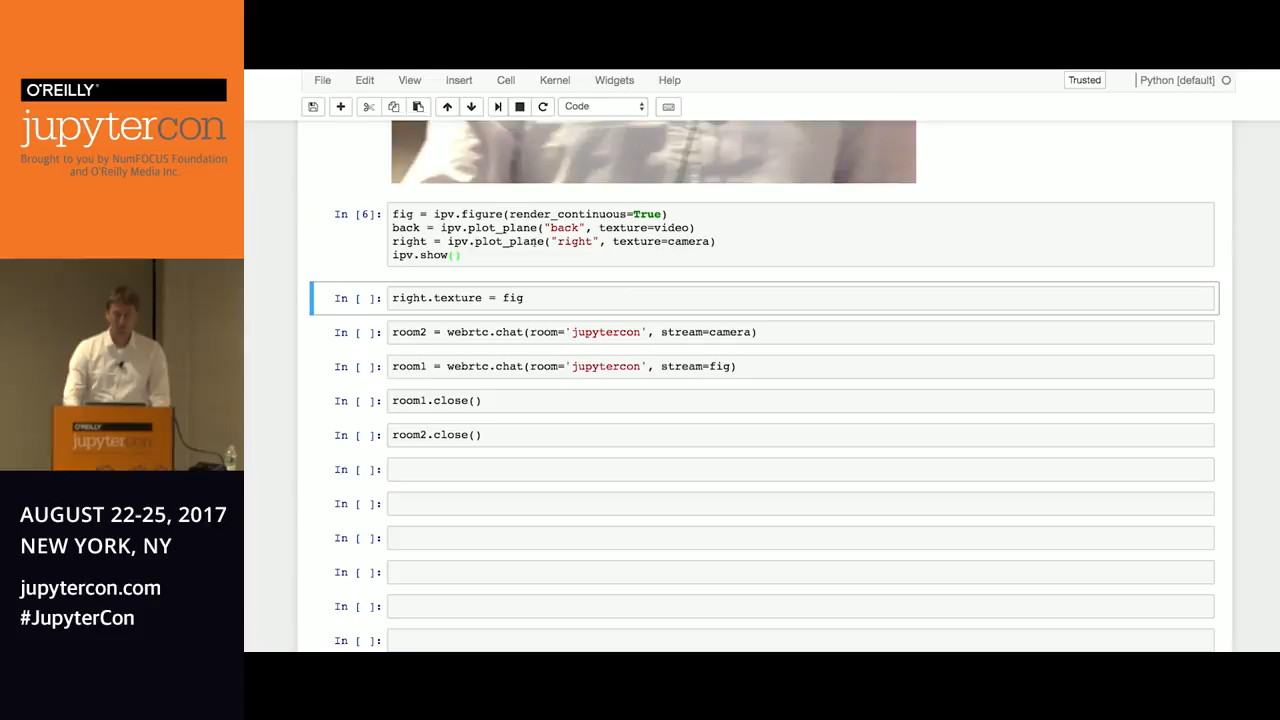 O'REILLY®
jupytercon
Brought to you by NumFOCUS Foundation
and O'Reilly Media Inc.
O'REILLY
jupytercon
AUGUST 22-25, 2017
NEW YORK, NY
jupytercon.com
#JupyterCon
File Edit View Insert Cell Kernel Widgets Help Trusted Python [default]
Code
In [6]: fig = ipv.figure(render_continuous=True)
back = ipv.plot_plane("back", texture=video)
right = ipv.plot_plane("right", texture=camera)
ipv.show()
In [ ]: right.texture = fig
In [ ]: room2 = webrtc.chat(room='jupytercon', stream=camera)
In [ ]: room1 = webrtc.chat(room='jupytercon', stream=fig)
In [ ]: room1.close()
In [ ]: room2.close()
In [ ]:
In [ ]:
In [ ]:
In [ ]:
In [ ]:
In [ ]: